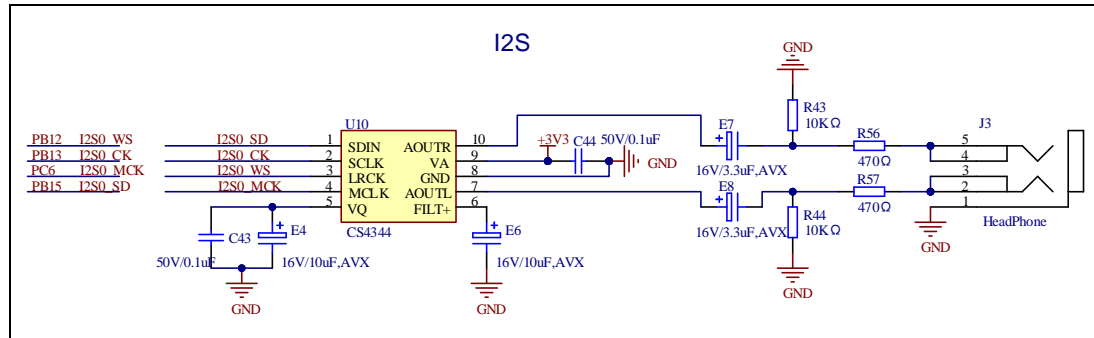 I2S
GND
U10
R43
10KΩ
E7
16V/3.3uF,AVX
R56
470Ω
J3
PB12 I2S0_WS
PB13 I2S0_CK
PC6 I2S0_MCK
PB15 I2S0_SD
I2S0_SD
I2S0_CK
I2S0_WS
I2S0_MCK
1 SDIN AOUTR 10
2 SCLK VA 9
3 LRCK GND 8
4 MCLK AOUTL 7
5 VQ FILT+ 6
CS4344
+3V3
C44
50V/0.1uF
GND
5
4
3
2
1
HeadPhone
E8
16V/3.3uF,AVX
R57
470Ω
R44
10KΩ
GND
GND
C43
50V/0.1uF
E4
16V/10uF,AVX
E6
16V/10uF,AVX
GND
GND